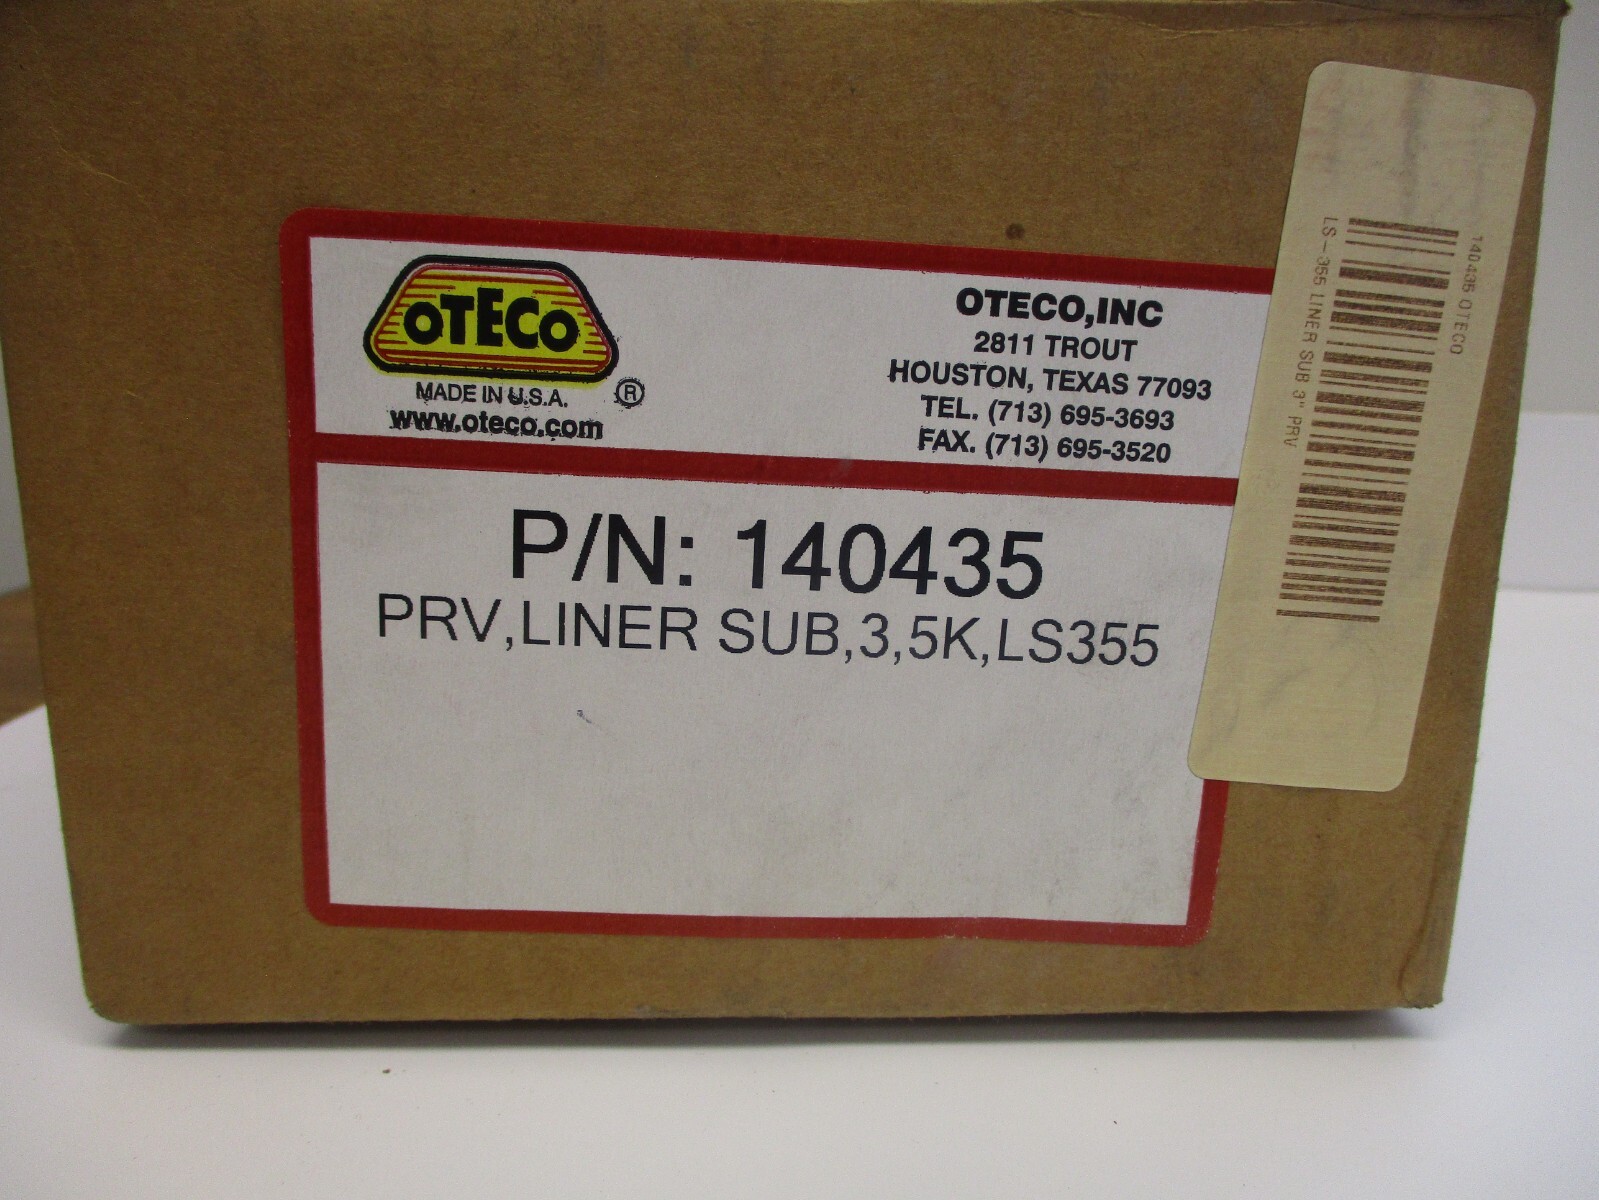 OTECO
MADE IN U.S.A.
®
www.oteco.com
OTECO,INC
2811 TROUT
HOUSTON, TEXAS 77093
TEL. (713) 695-3693
FAX. (713) 695-3520
P/N: 140435
PRV,LINER SUB,3,5K,LS355
140435 OTECO
LS-355 LINER SUB 3" PRV